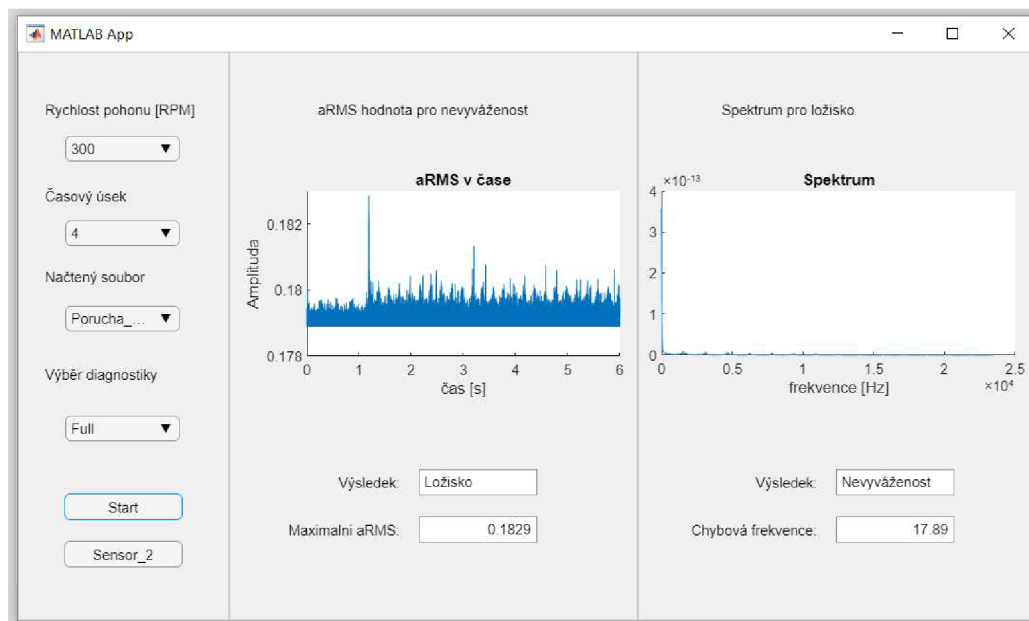 MATLAB App
Rychlost pohonu [RPM]
300
Časový úsek
4
Načtený soubor
Porucha_...
Výběr diagnostiky
Full
Start
Sensor_2
aRMS hodnota pro nevyváženost
aRMS v čase
Amplituda
0.182
0.18
0.178
0 1 2 3 4 5 6
čas [s]
Výsledek:
Ložisko
Maximalni aRMS:
0.1829
Spektrum pro ložisko
×10⁻¹³
Spektrum
4
3
2
1
0
0 0.5 1 1.5 2 2.5
×10⁴
frekvence [Hz]
Výsledek:
Nevyváženost
Chybová frekvence:
17.89